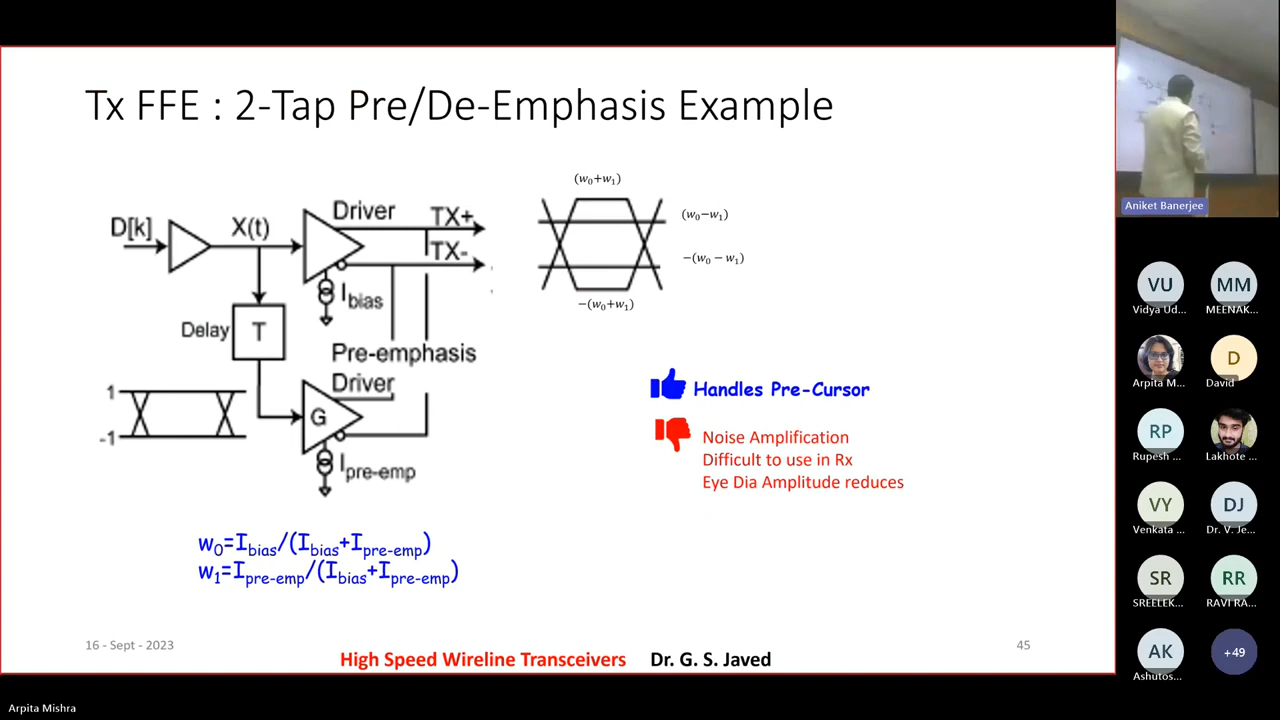 Tx FFE : 2-Tap Pre/De-Emphasis Example
D[k]
X(t)
Driver
TX+
TX-
Ibias
Delay
T
Pre-emphasis
Driver
G
Ipre-emp
1
-1
(w0+w1)
(w0−w1)
−(w0 − w1)
−(w0+w1)
Handles Pre-Cursor
Noise Amplification
Difficult to use in Rx
Eye Dia Amplitude reduces
w0=Ibias/(Ibias+Ipre-emp)
w1=Ipre-emp/(Ibias+Ipre-emp)
16 - Sept - 2023
High Speed Wireline Transceivers Dr. G. S. Javed
45
Aniket Banerjee
VU
Vidya Ud...
MM
MEENAK...
Arpita M...
D
David
RP
Rupesh ...
Lakhote ...
VY
Venkata ...
DJ
Dr. V. Je...
SR
SREELEK...
RR
RAVI RA...
AK
Ashutos...
+49
Arpita Mishra